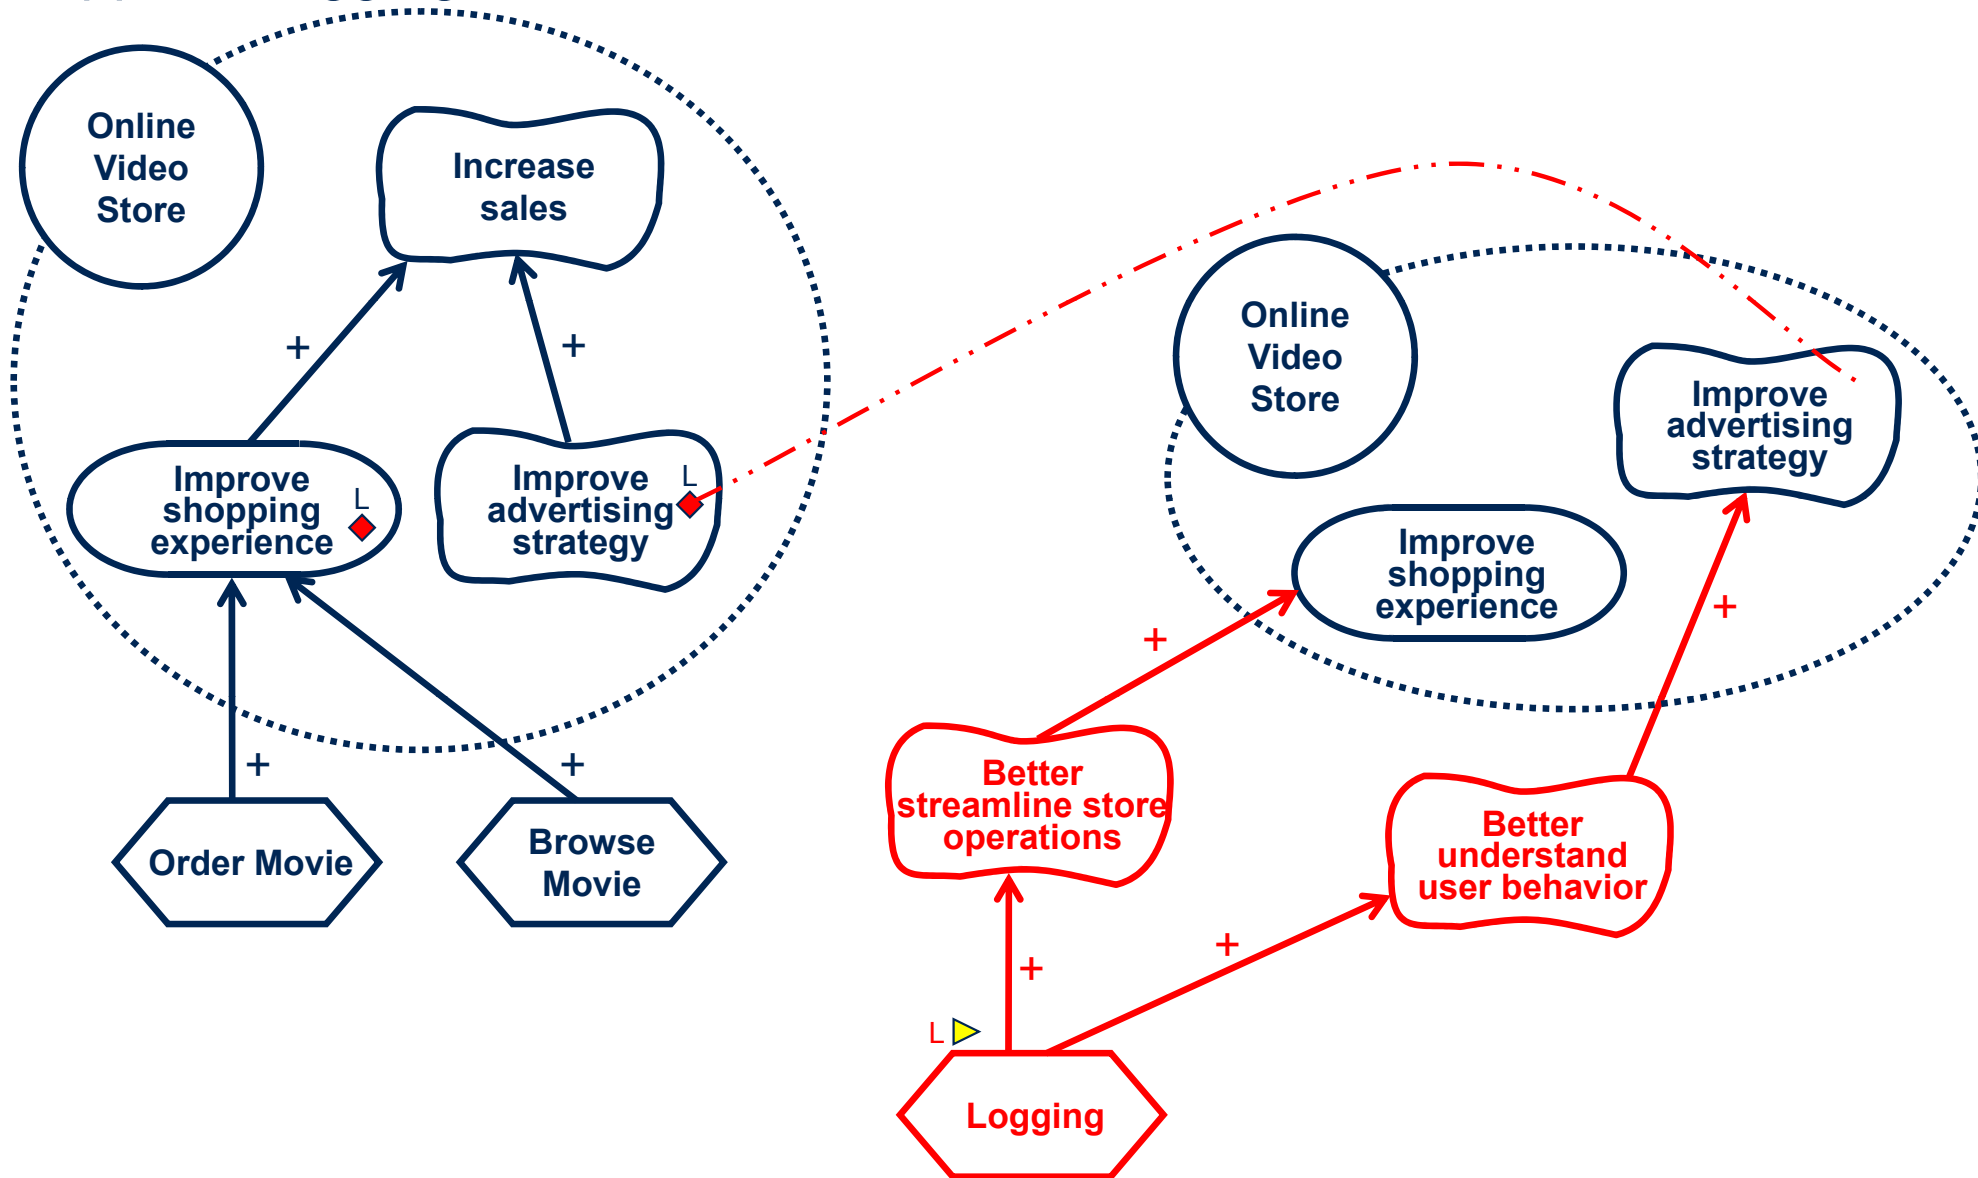 Online
Video
Store
Increase
sales
+
+
Improve
shopping
experience
L
Improve
advertising
strategy
L
+
+
Order Movie
Browse
Movie
Online
Video
Store
Improve
advertising
strategy
Improve
shopping
experience
+
+
Better
streamline store
operations
Better
understand
user behavior
+
+
L
Logging